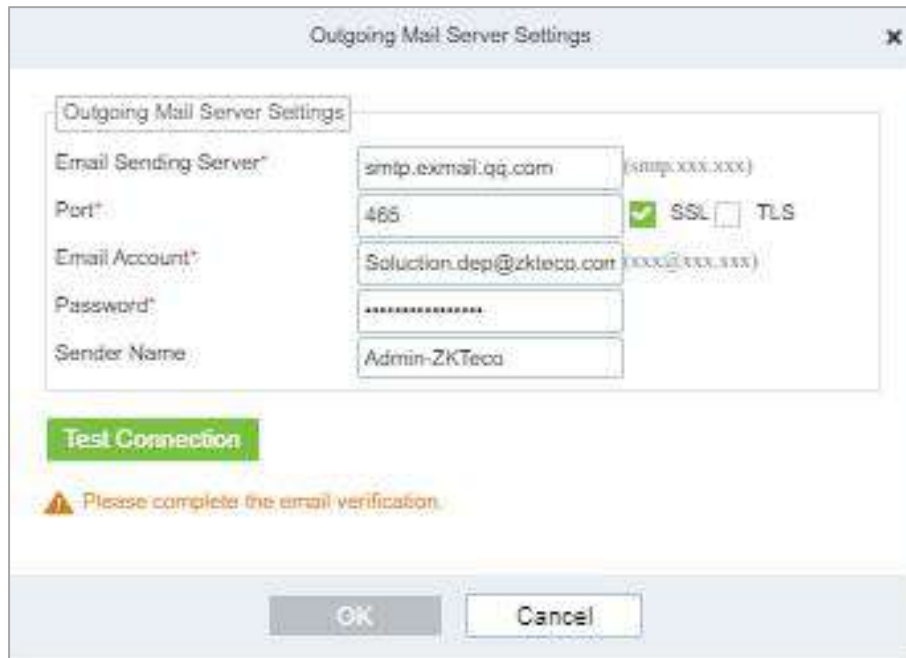 Outgoing Mail Server Settings
Outgoing Mail Server Settings
Email Sending Server* smtp.exmail.qq.com (smtp.xxx.xxx)
Port* 465 SSL TLS
Email Account* Soluction.dep@zkteco.com (xxx@xxx.xxx)
Password* ••••••••••••••••
Sender Name Admin-ZKTeco
Test Connection
Please complete the email verification.
OK Cancel